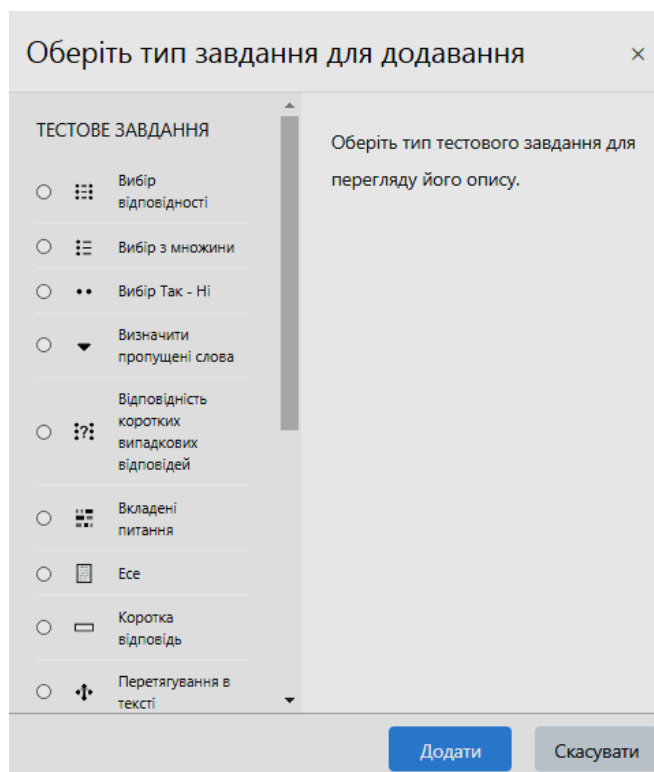 Оберіть тип завдання для додавання ×
ТЕСТОВЕ ЗАВДАННЯ
Вибір
відповідності
Вибір з множини
Вибір Так - Ні
Визначити
пропущені слова
Відповідність
коротких
випадкових
відповідей
Вкладені
питання
Есе
Коротка
відповідь
Перетягування в
тексті
Оберіть тип тестового завдання для
перегляду його опису.
Додати
Скасувати